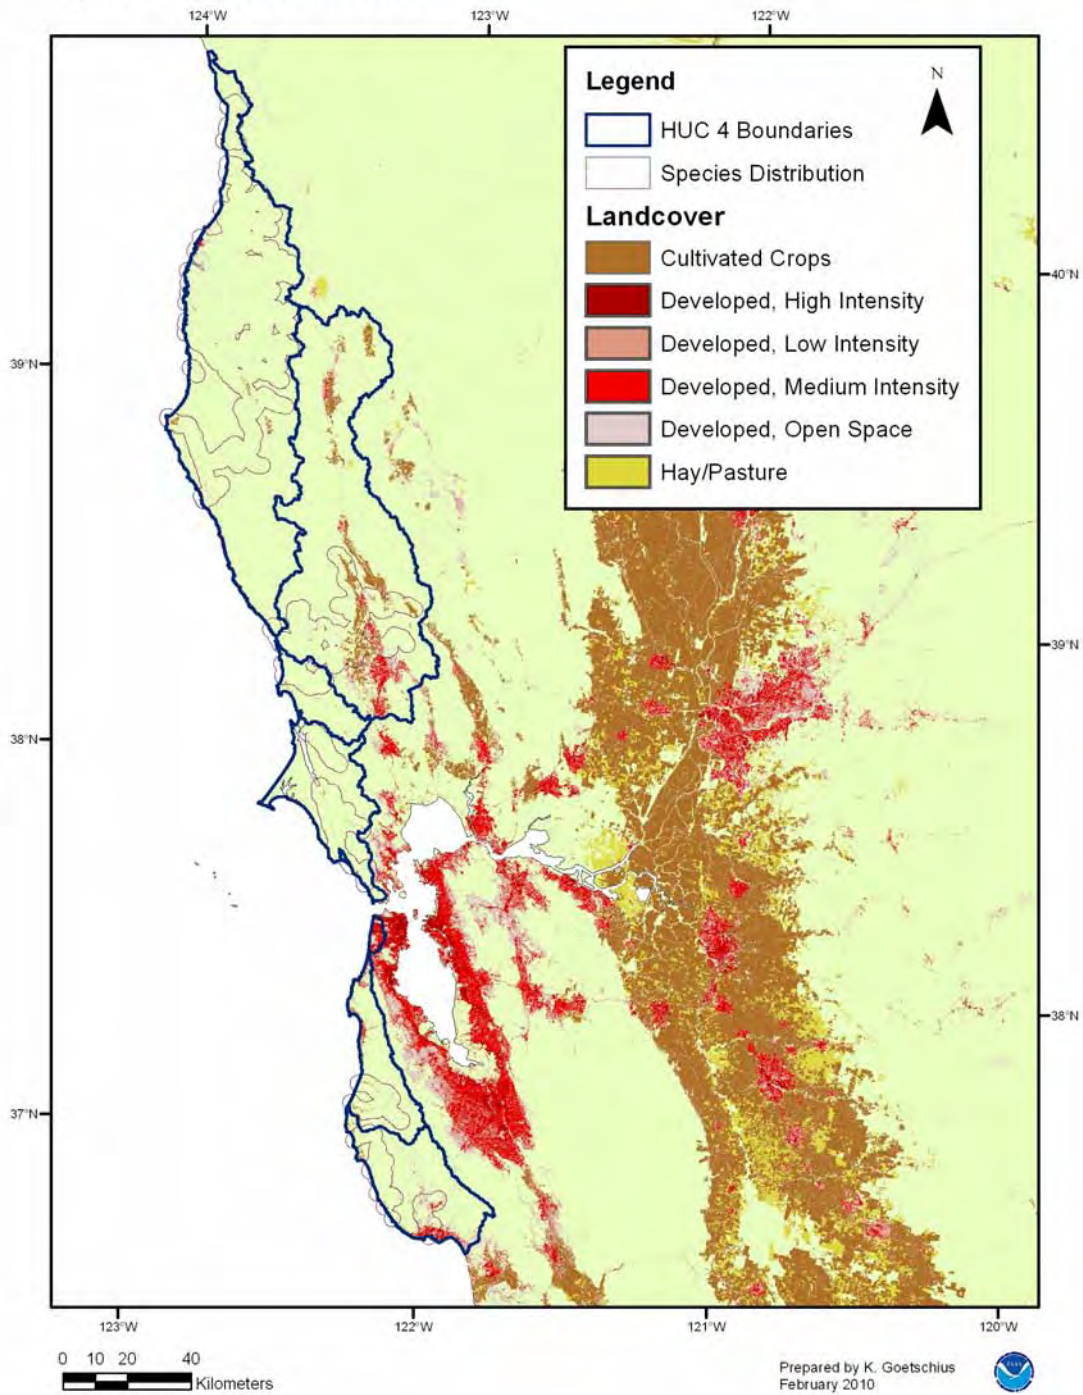 124°W
123°W
122°W
Legend
HUC 4 Boundaries
Species Distribution
Landcover
Cultivated Crops
Developed, High Intensity
Developed, Low Intensity
Developed, Medium Intensity
Developed, Open Space
Hay/Pasture
N
40°N
39°N
39°N
38°N
38°N
37°N
123°W
122°W
121°W
120°W
0 10 20 40
Kilometers
Prepared by K. Goetschius
February 2010